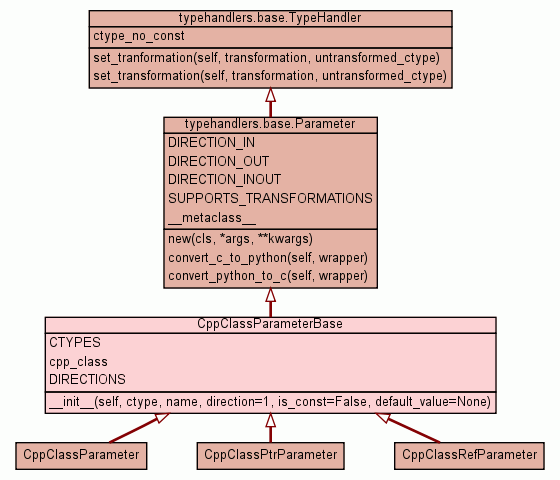 typehandlers.base.TypeHandler
ctype_no_const
set_tranformation(self, transformation, untransformed_ctype)
set_transformation(self, transformation, untransformed_ctype)
typehandlers.base.Parameter
DIRECTION_IN
DIRECTION_OUT
DIRECTION_INOUT
SUPPORTS_TRANSFORMATIONS
__metaclass__
new(cls, *args, **kwargs)
convert_c_to_python(self, wrapper)
convert_python_to_c(self, wrapper)
CppClassParameterBase
CTYPES
cpp_class
DIRECTIONS
__init__(self, ctype, name, direction=1, is_const=False, default_value=None)
CppClassParameter
CppClassPtrParameter
CppClassRefParameter